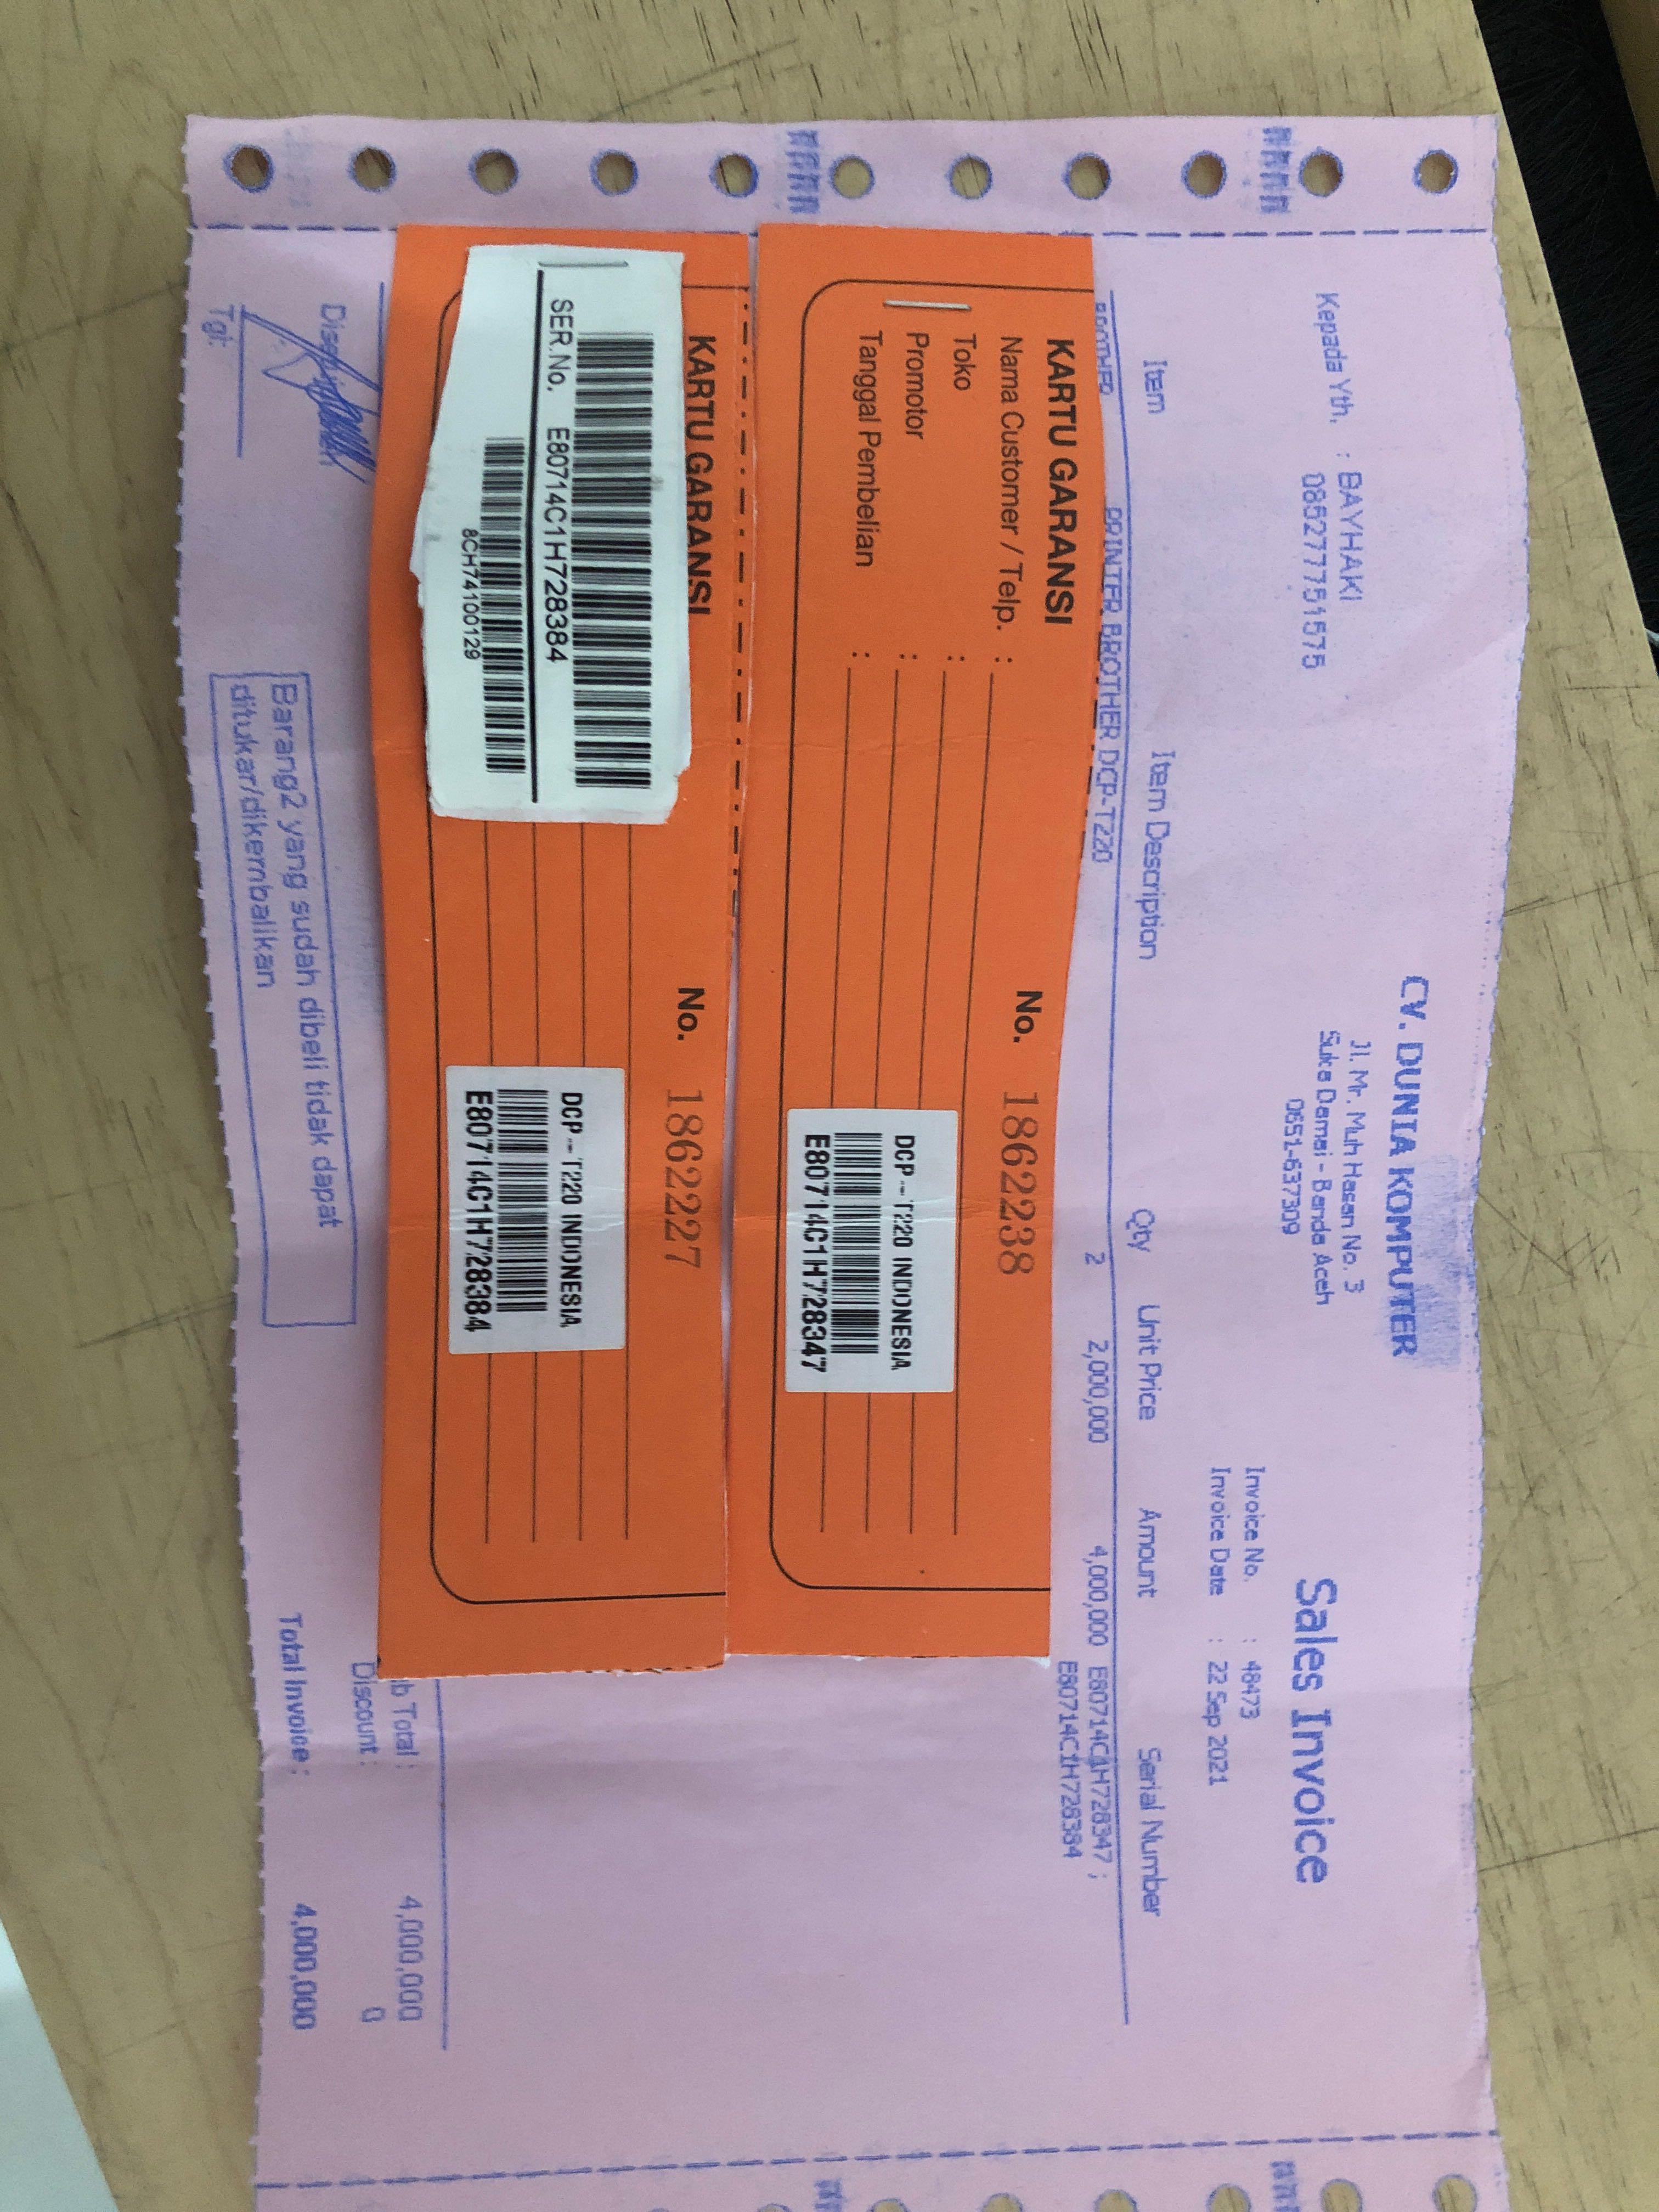 CV. DUNIA KOMPUTER
Jl. Mr. Muh Hasan No. 3
Suka Damai - Banda Aceh
0651-637309
Sales Invoice
Kepada Yth. : BAYHAKI
085277751575
Invoice No. : 48473
Invoice Date : 22 Sep 2021
Item Item Description Qty Unit Price Amount Serial Number
BROTHER PRINTER BROTHER DCP-T220 2 2,000,000 4,000,000 E80714C1H728347 ;
E80714C1H728384
KARTU GARANSI No. 1862238
Nama Customer / Telp. :
Toko :
Promotor :
Tanggal Pembelian :
DCP-T220 INDONESIA
E80714C1H728347
KARTU GARANSI No. 1862227
SER.No. E80714C1H728384
8CH74100129
DCP-T220 INDONESIA
E80714C1H728384
b Total : 4,000,000
Discount : 0
Total Invoice : 4,000,000
Tgl:
Barang2 yang sudah dibeli tidak dapat
ditukar/dikembalikan